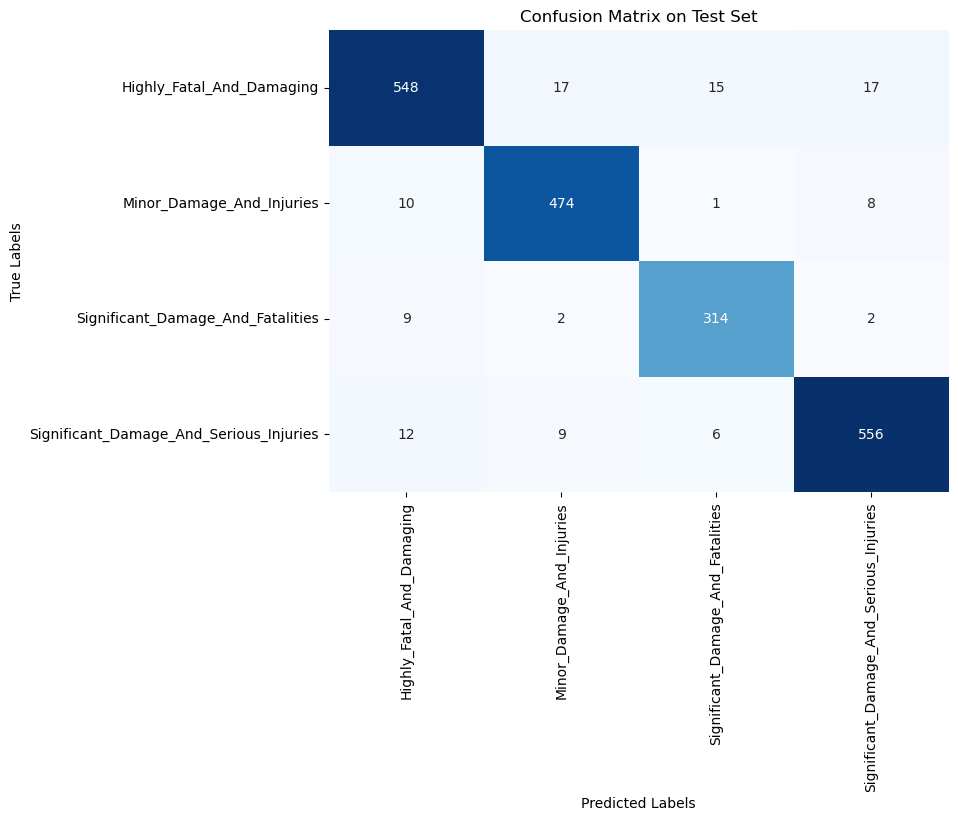 Confusion Matrix on Test Set
True Labels
Highly_Fatal_And_Damaging 548 17 15 17
Minor_Damage_And_Injuries 10 474 1 8
Significant_Damage_And_Fatalities 9 2 314 2
Significant_Damage_And_Serious_Injuries 12 9 6 556
Highly_Fatal_And_Damaging
Minor_Damage_And_Injuries
Significant_Damage_And_Fatalities
Significant_Damage_And_Serious_Injuries
Predicted Labels